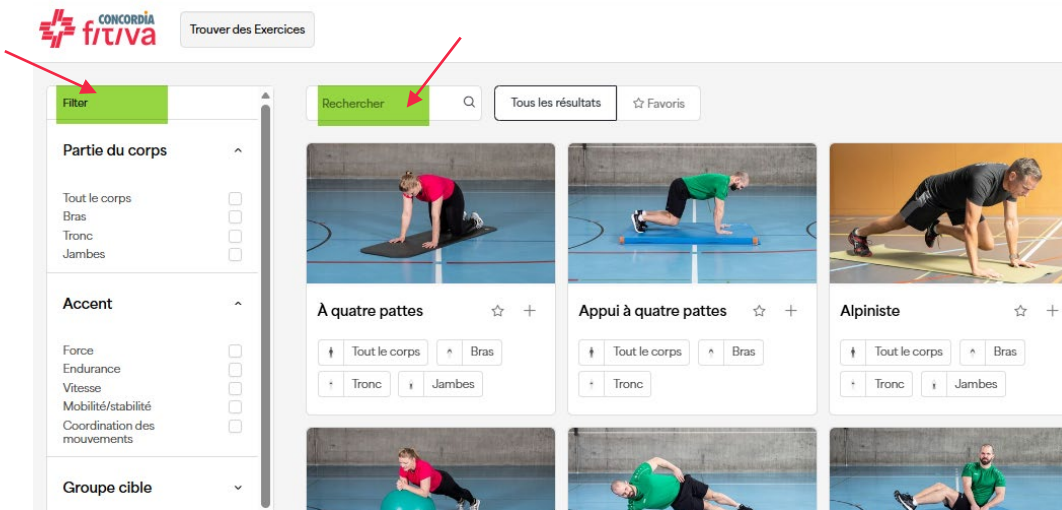 CONCORDIA
fitiva
Trouver des Exercices
Filter
Partie du corps
Tout le corps
Bras
Tronc
Jambes
Accent
Force
Endurance
Vitesse
Mobilité/stabilité
Coordination des
mouvements
Groupe cible
Rechercher
Tous les résultats
Favoris
À quatre pattes
Tout le corps
Bras
Tronc
Jambes
Appui à quatre pattes
Tout le corps
Bras
Tronc
Alpiniste
Tout le corps
Bras
Tronc
Jambes